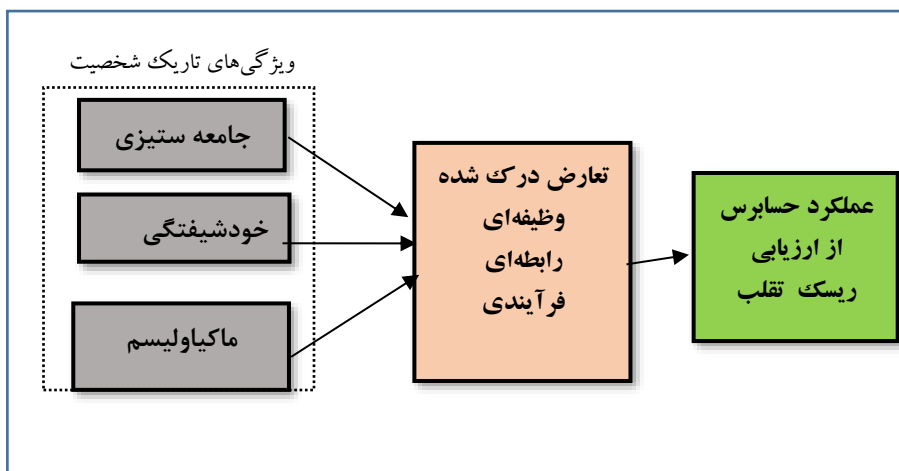 ویژگی‌های تاریک شخصیت
جامعه ستیزی
خودشیفتگی
ماکیاولیسم
تعارض درک شده
وظیفه‌ای
رابطه‌ای
فرآیندی
عملکرد حسابرس
از ارزیابی
ریسک تقلب